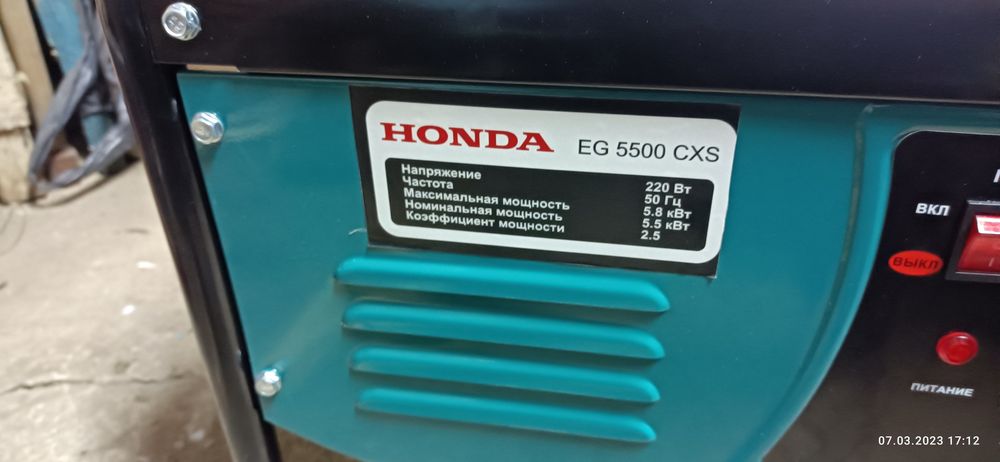 HONDA EG 5500 CXS
Напряжение 220 Вт
Частота 50 Гц
Максимальная мощность 5.8 кВт
Номинальная мощность 5.5 кВт
Коэффициент мощности 2.5
ВКЛ
ВЫКЛ
ПИТАНИЕ
07.03.2023 17:12